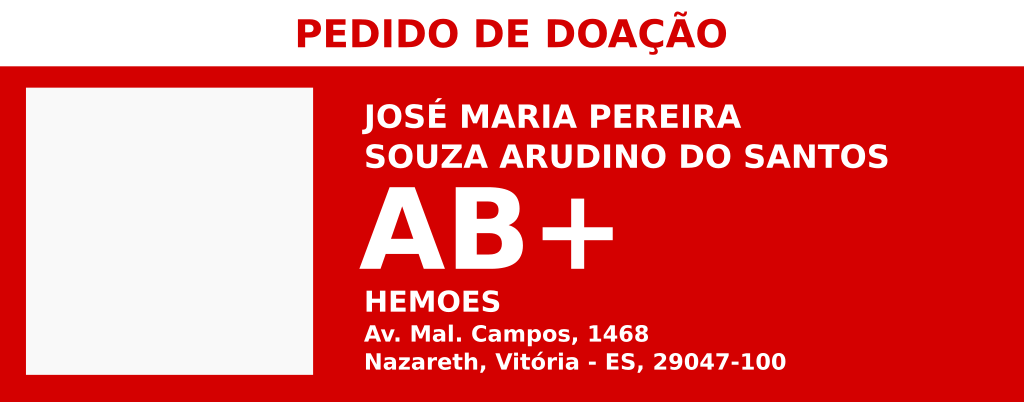 PEDIDO DE DOAÇÃO
JOSÉ MARIA PEREIRA
SOUZA ARUDINO DO SANTOS
AB+
HEMOES
Av. Mal. Campos, 1468
Nazareth, Vitória - ES, 29047-100